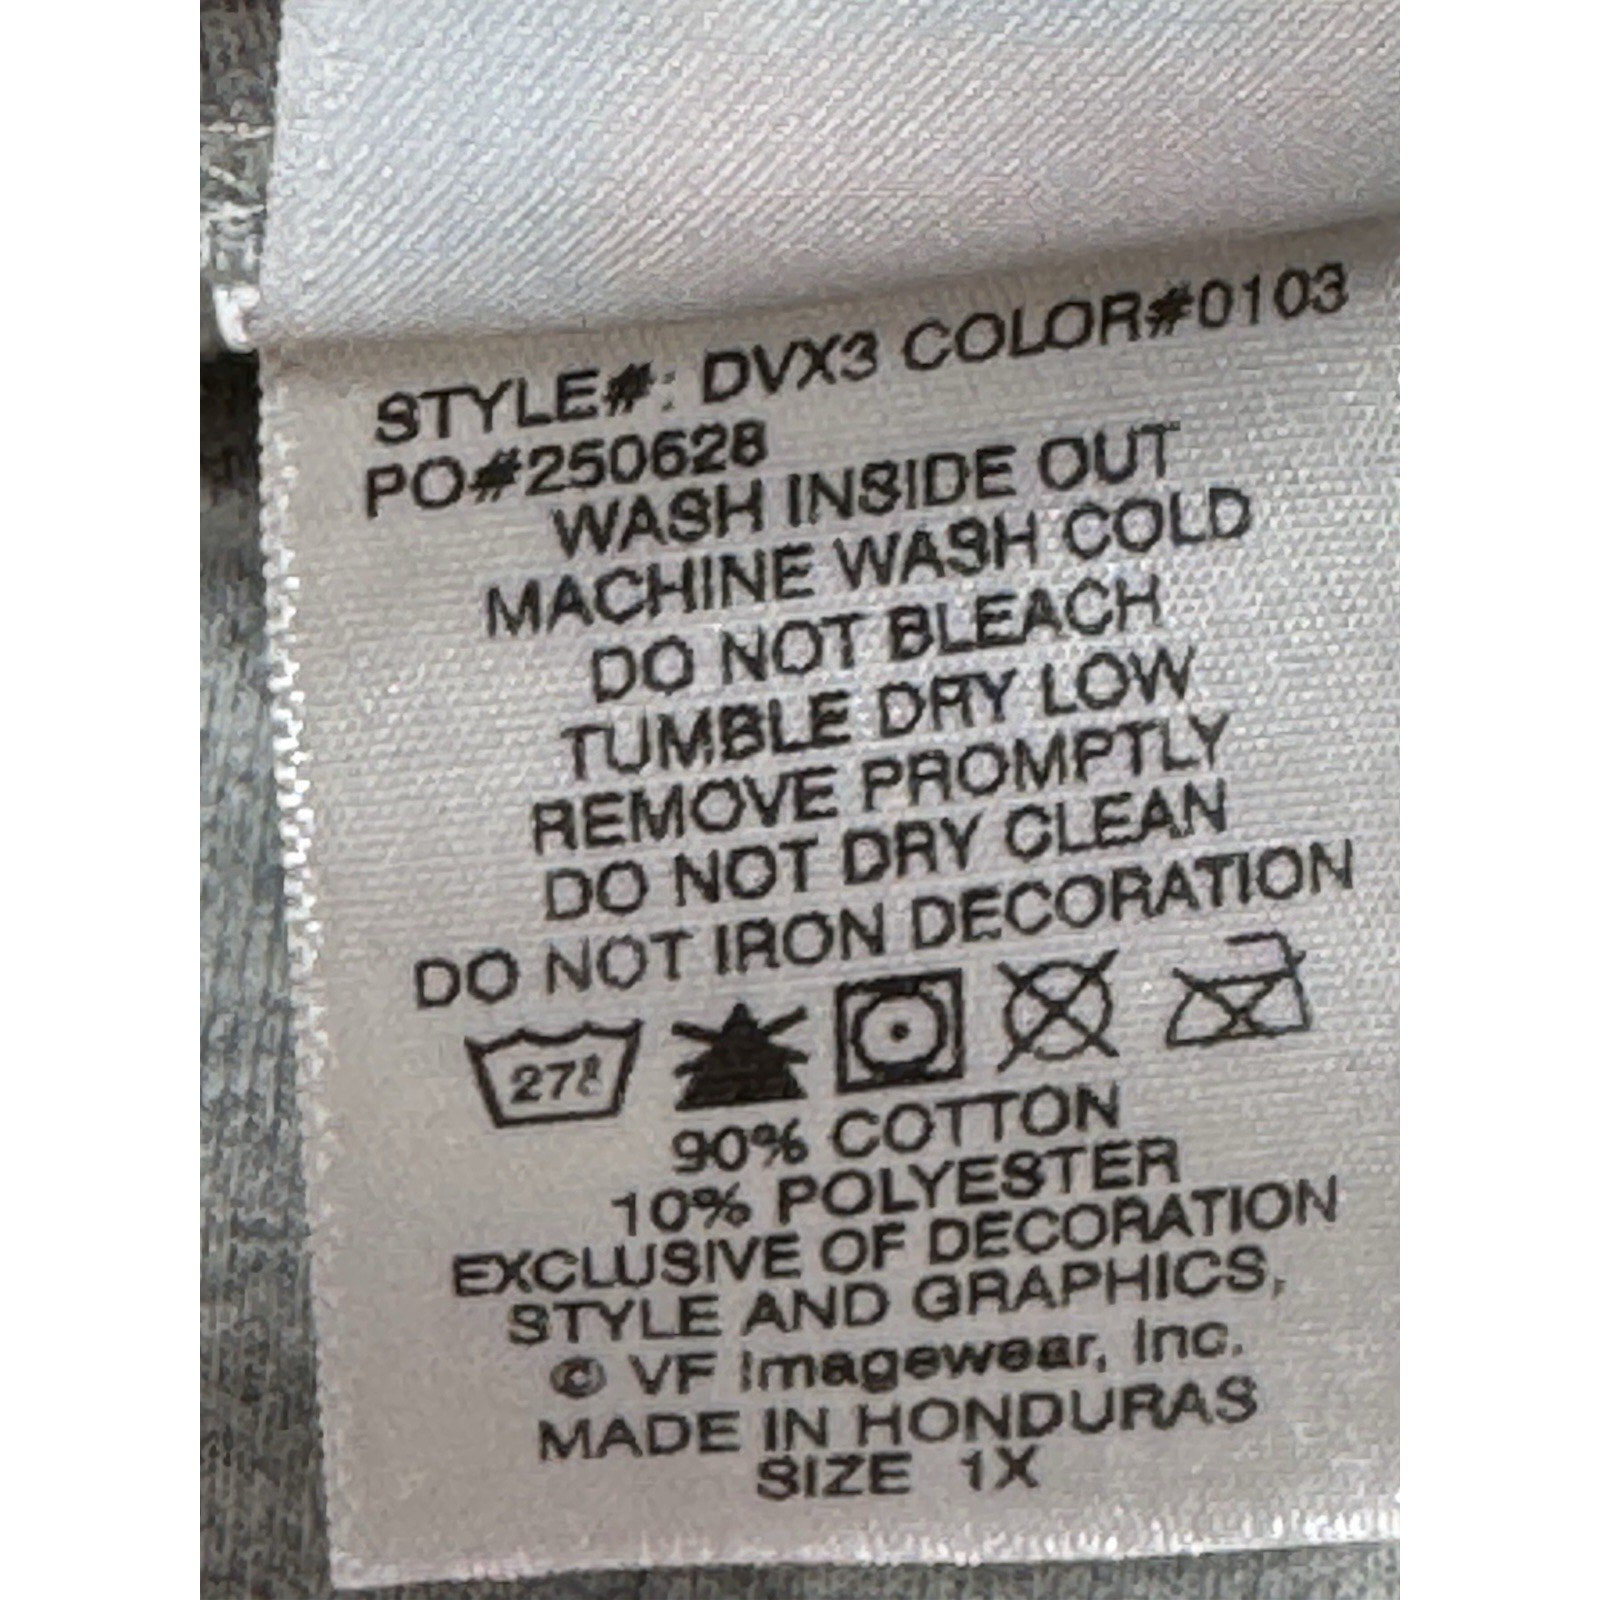 STYLE#: DVX3 COLOR#0103
PO#250628
WASH INSIDE OUT
MACHINE WASH COLD
DO NOT BLEACH
TUMBLE DRY LOW
REMOVE PROMPTLY
DO NOT DRY CLEAN
DO NOT IRON DECORATION
90% COTTON
10% POLYESTER
EXCLUSIVE OF DECORATION
STYLE AND GRAPHICS,
© VF Imagewear, Inc.
MADE IN HONDURAS
SIZE 1X